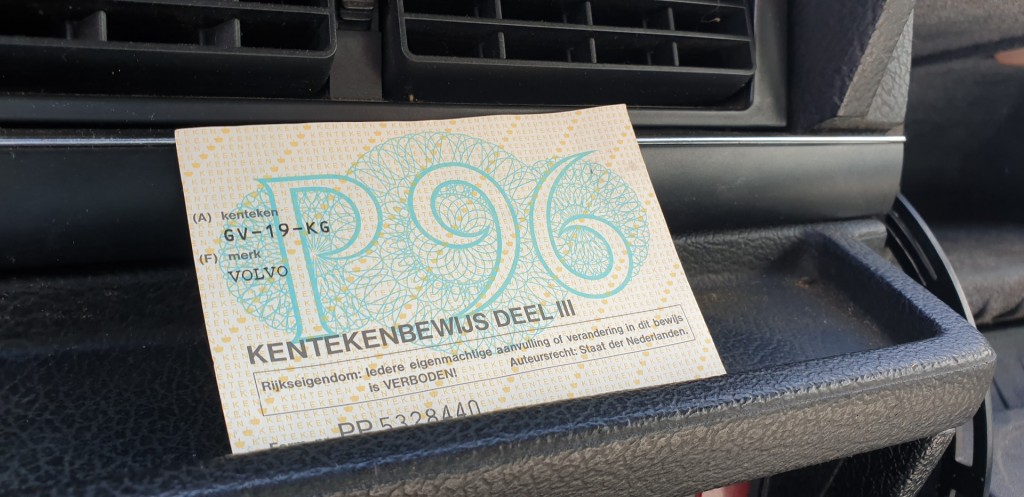 P96
(A) kenteken
GV-19-KG
(F) merk
VOLVO
KENTEKENBEWIJS DEEL III
Rijkseigendom: Iedere eigenmachtige aanvulling of verandering in dit bewijs
is VERBODEN! Auteursrecht: Staat der Nederlanden.
PP 5328440